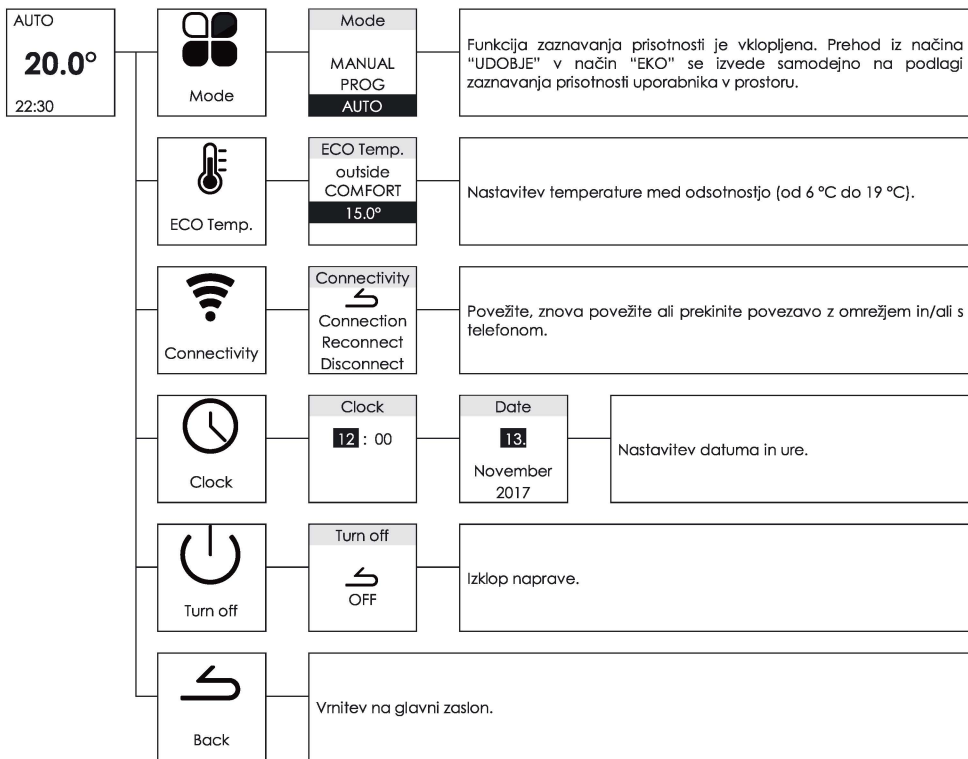 AUTO
20.0°
22:30
Mode
Mode
MANUAL
PROG
AUTO
Funkcija zaznavanja prisotnosti je vklopljena. Prehod iz načina
“UDOBJE” v način “EKO” se izvede samodejno na podlagi
zaznavanja prisotnosti uporabnika v prostoru.
ECO Temp.
ECO Temp.
outside
COMFORT
15.0°
Nastavitev temperature med odsotnostjo (od 6 °C do 19 °C).
Connectivity
Connectivity
Connection
Reconnect
Disconnect
Povežite, znova povežite ali prekinite povezavo z omrežjem in/ali s
telefonom.
Clock
Clock
12 : 00
Date
13.
November
2017
Nastavitev datuma in ure.
Turn off
Turn off
OFF
Izklop naprave.
Back
Vrnitev na glavni zaslon.